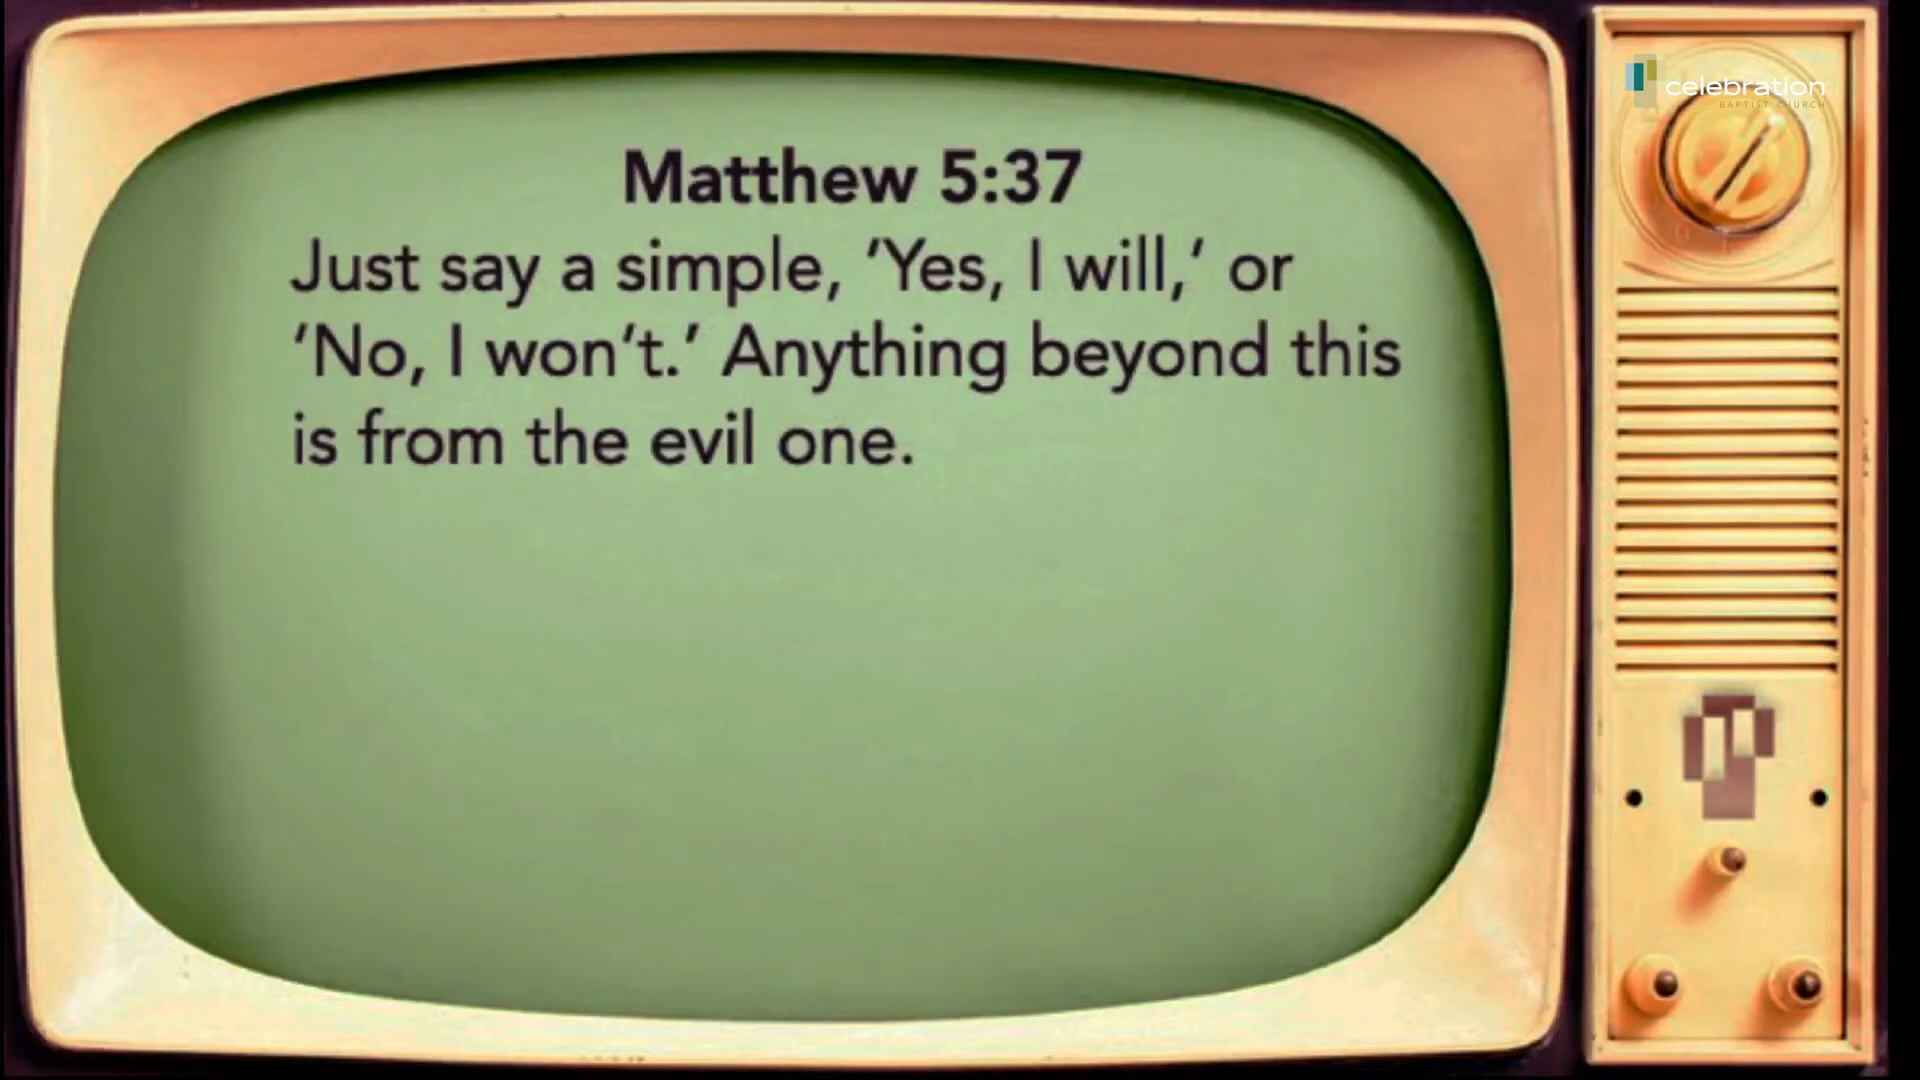 celebration
BAPTIST CHURCH
Matthew 5:37
Just say a simple, ‘Yes, I will,’ or
‘No, I won’t.’ Anything beyond this
is from the evil one.